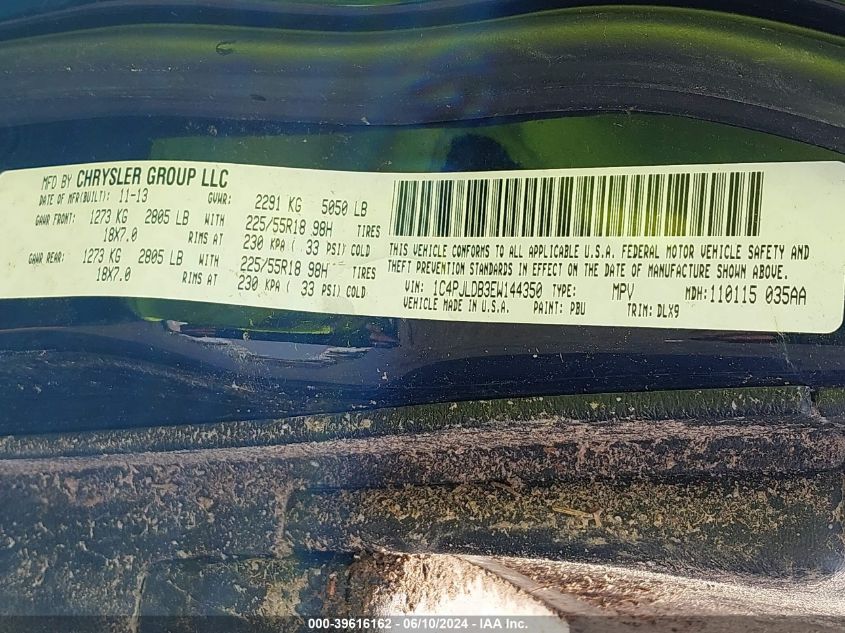 MFD BY CHRYSLER GROUP LLC
DATE OF MFR(BUILT): 11-13 GVWR: 2291 KG 5050 LB
GAWR FRONT: 1273 KG 2805 LB WITH 225/55R18 98H TIRES
18X7.0 RIMS AT 230 KPA ( 33 PSI) COLD
GAWR REAR: 1273 KG 2805 LB WITH 225/55R18 98H TIRES
18X7.0 RIMS AT 230 KPA ( 33 PSI) COLD
THIS VEHICLE CONFORMS TO ALL APPLICABLE U.S.A. FEDERAL MOTOR VEHICLE SAFETY AND
THEFT PREVENTION STANDARDS IN EFFECT ON THE DATE OF MANUFACTURE SHOWN ABOVE.
VIN: 1C4PJLDB3EW144350 TYPE: MPV MDH: 110115 035AA
VEHICLE MADE IN U.S.A. PAINT: PBU TRIM: DLX9
000-39616162 - 06/10/2024 - IAA Inc.